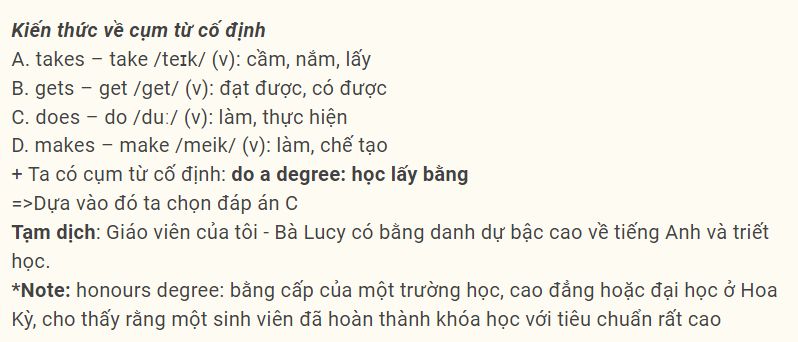 Kiến thức về cụm từ cố định
A. takes – take /teɪk/ (v): cầm, nắm, lấy
B. gets – get /get/ (v): đạt được, có được
C. does – do /duː/ (v): làm, thực hiện
D. makes – make /meik/ (v): làm, chế tạo
+ Ta có cụm từ cố định: do a degree: học lấy bằng
=>Dựa vào đó ta chọn đáp án C
Tạm dịch: Giáo viên của tôi - Bà Lucy có bằng danh dự bậc cao về tiếng Anh và triết
học.
*Note: honours degree: bằng cấp của một trường học, cao đẳng hoặc đại học ở Hoa
Kỳ, cho thấy rằng một sinh viên đã hoàn thành khóa học với tiêu chuẩn rất cao